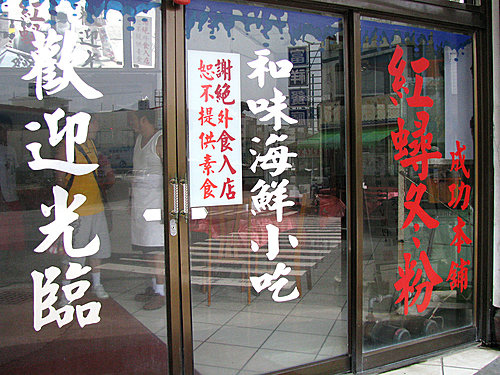 歡迎光臨
謝絕外食入店
恕不提供素食
和味海鮮小吃
紅蟳冬粉
成功本舖